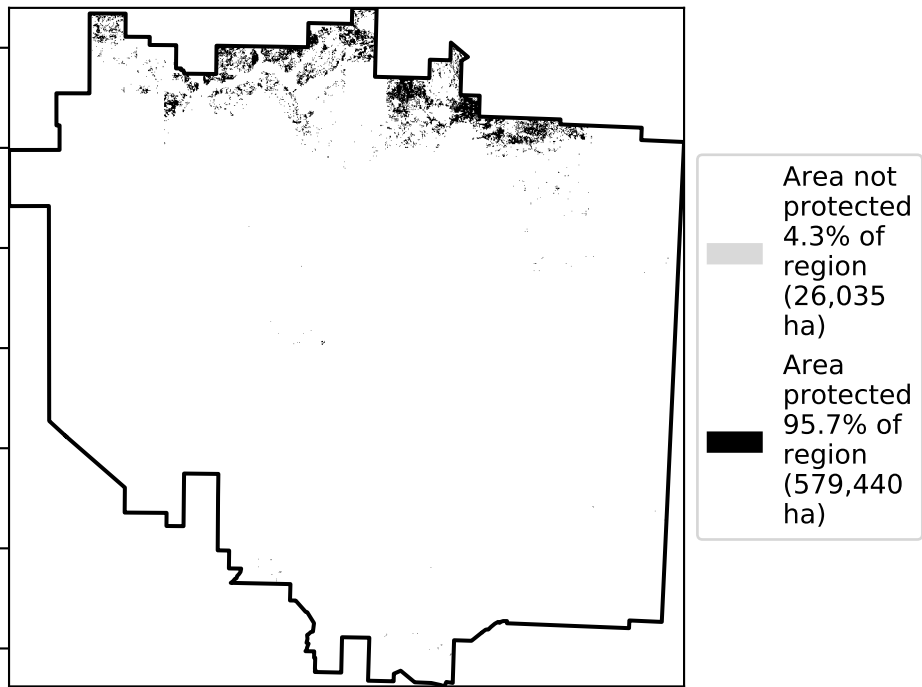 Area not
protected
4.3% of
region
(26,035
ha)
Area
protected
95.7% of
region
(579,440
ha)